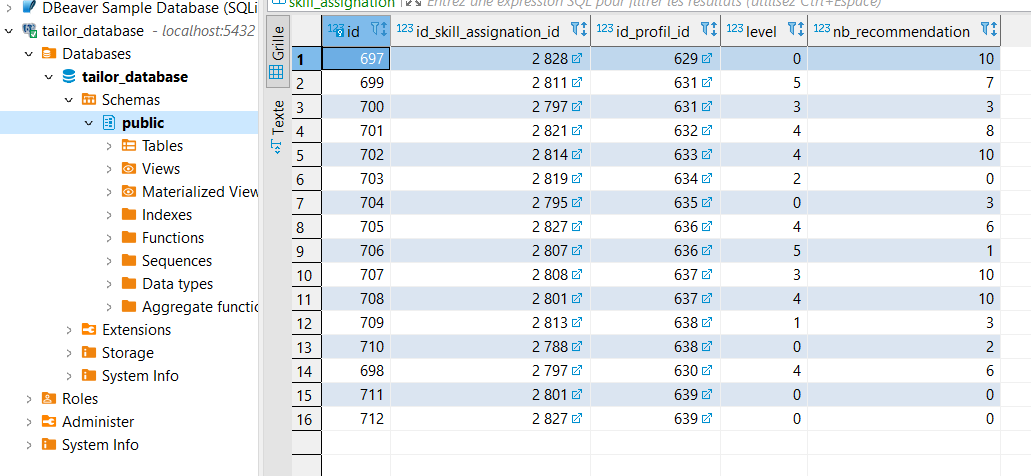 DBeaver Sample Database (SQLi
tailor_database - localhost:5432
Databases
tailor_database
Schemas
public
Tables
Views
Materialized View
Indexes
Functions
Sequences
Data types
Aggregate functio
Extensions
Storage
System Info
Roles
Administer
System Info
skill_assignation Entrez une expression SQL pour filtrer les résultats (utilisez Ctrl+Espace)
Grille
Texte
123 id 123 id_skill_assignation_id 123 id_profil_id 123 level 123 nb_recommendation
1 697 2 828 629 0 10
2 699 2 811 631 5 7
3 700 2 797 631 3 3
4 701 2 821 632 4 8
5 702 2 814 633 4 10
6 703 2 819 634 2 0
7 704 2 795 635 0 3
8 705 2 827 636 4 6
9 706 2 807 636 5 1
10 707 2 808 637 3 10
11 708 2 801 637 4 10
12 709 2 813 638 1 3
13 710 2 788 638 0 2
14 698 2 797 630 4 6
15 711 2 801 639 0 0
16 712 2 827 639 0 0